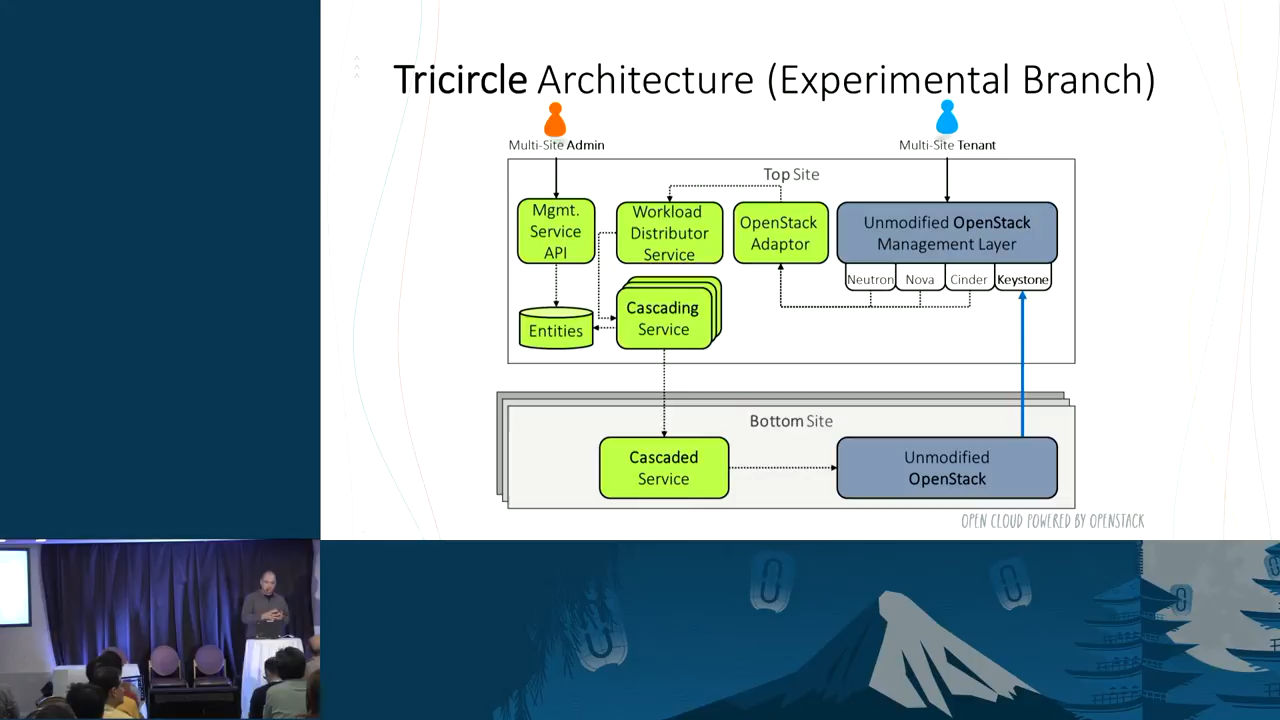 Tricircle Architecture (Experimental Branch)
Multi-Site Admin
Multi-Site Tenant
Top Site
Mgmt.
Service
API
Workload
Distributor
Service
OpenStack
Adaptor
Unmodified OpenStack
Management Layer
Neutron
Nova
Cinder
Keystone
Entities
Cascading
Service
Bottom Site
Cascaded
Service
Unmodified
OpenStack
OPEN CLOUD POWERED BY OPENSTACK